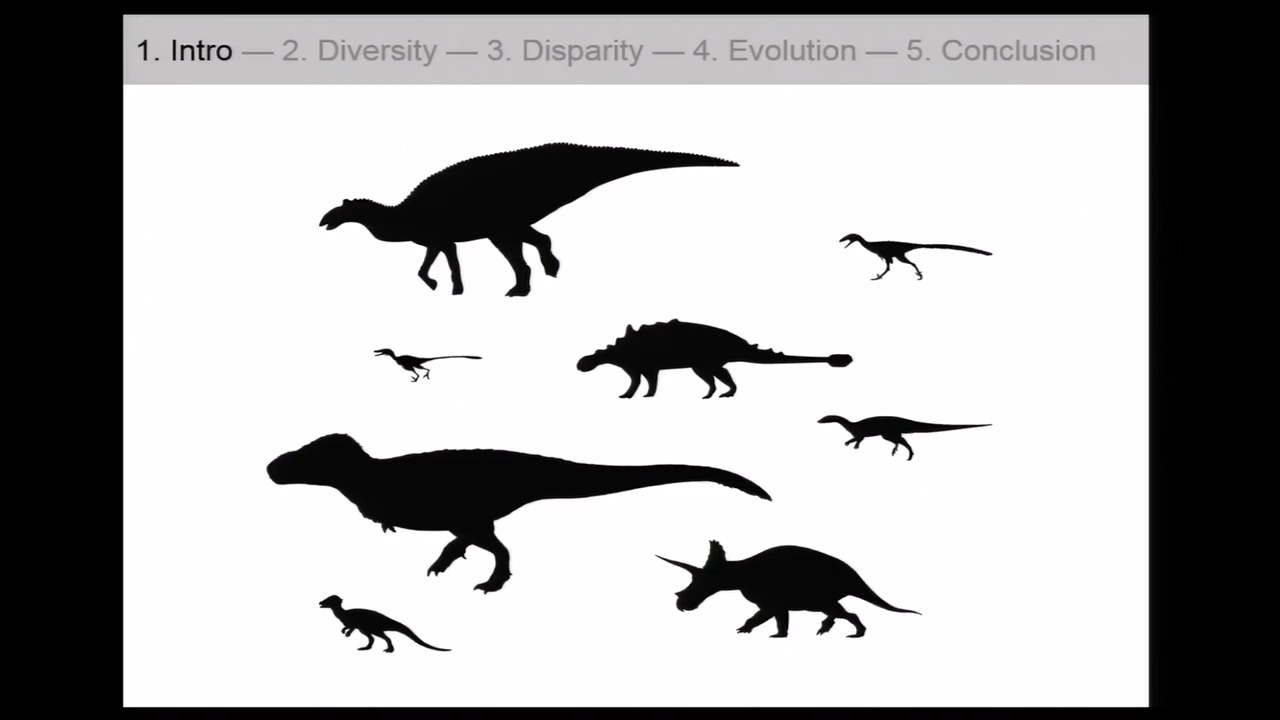 1. Intro — 2. Diversity — 3. Disparity — 4. Evolution — 5. Conclusion